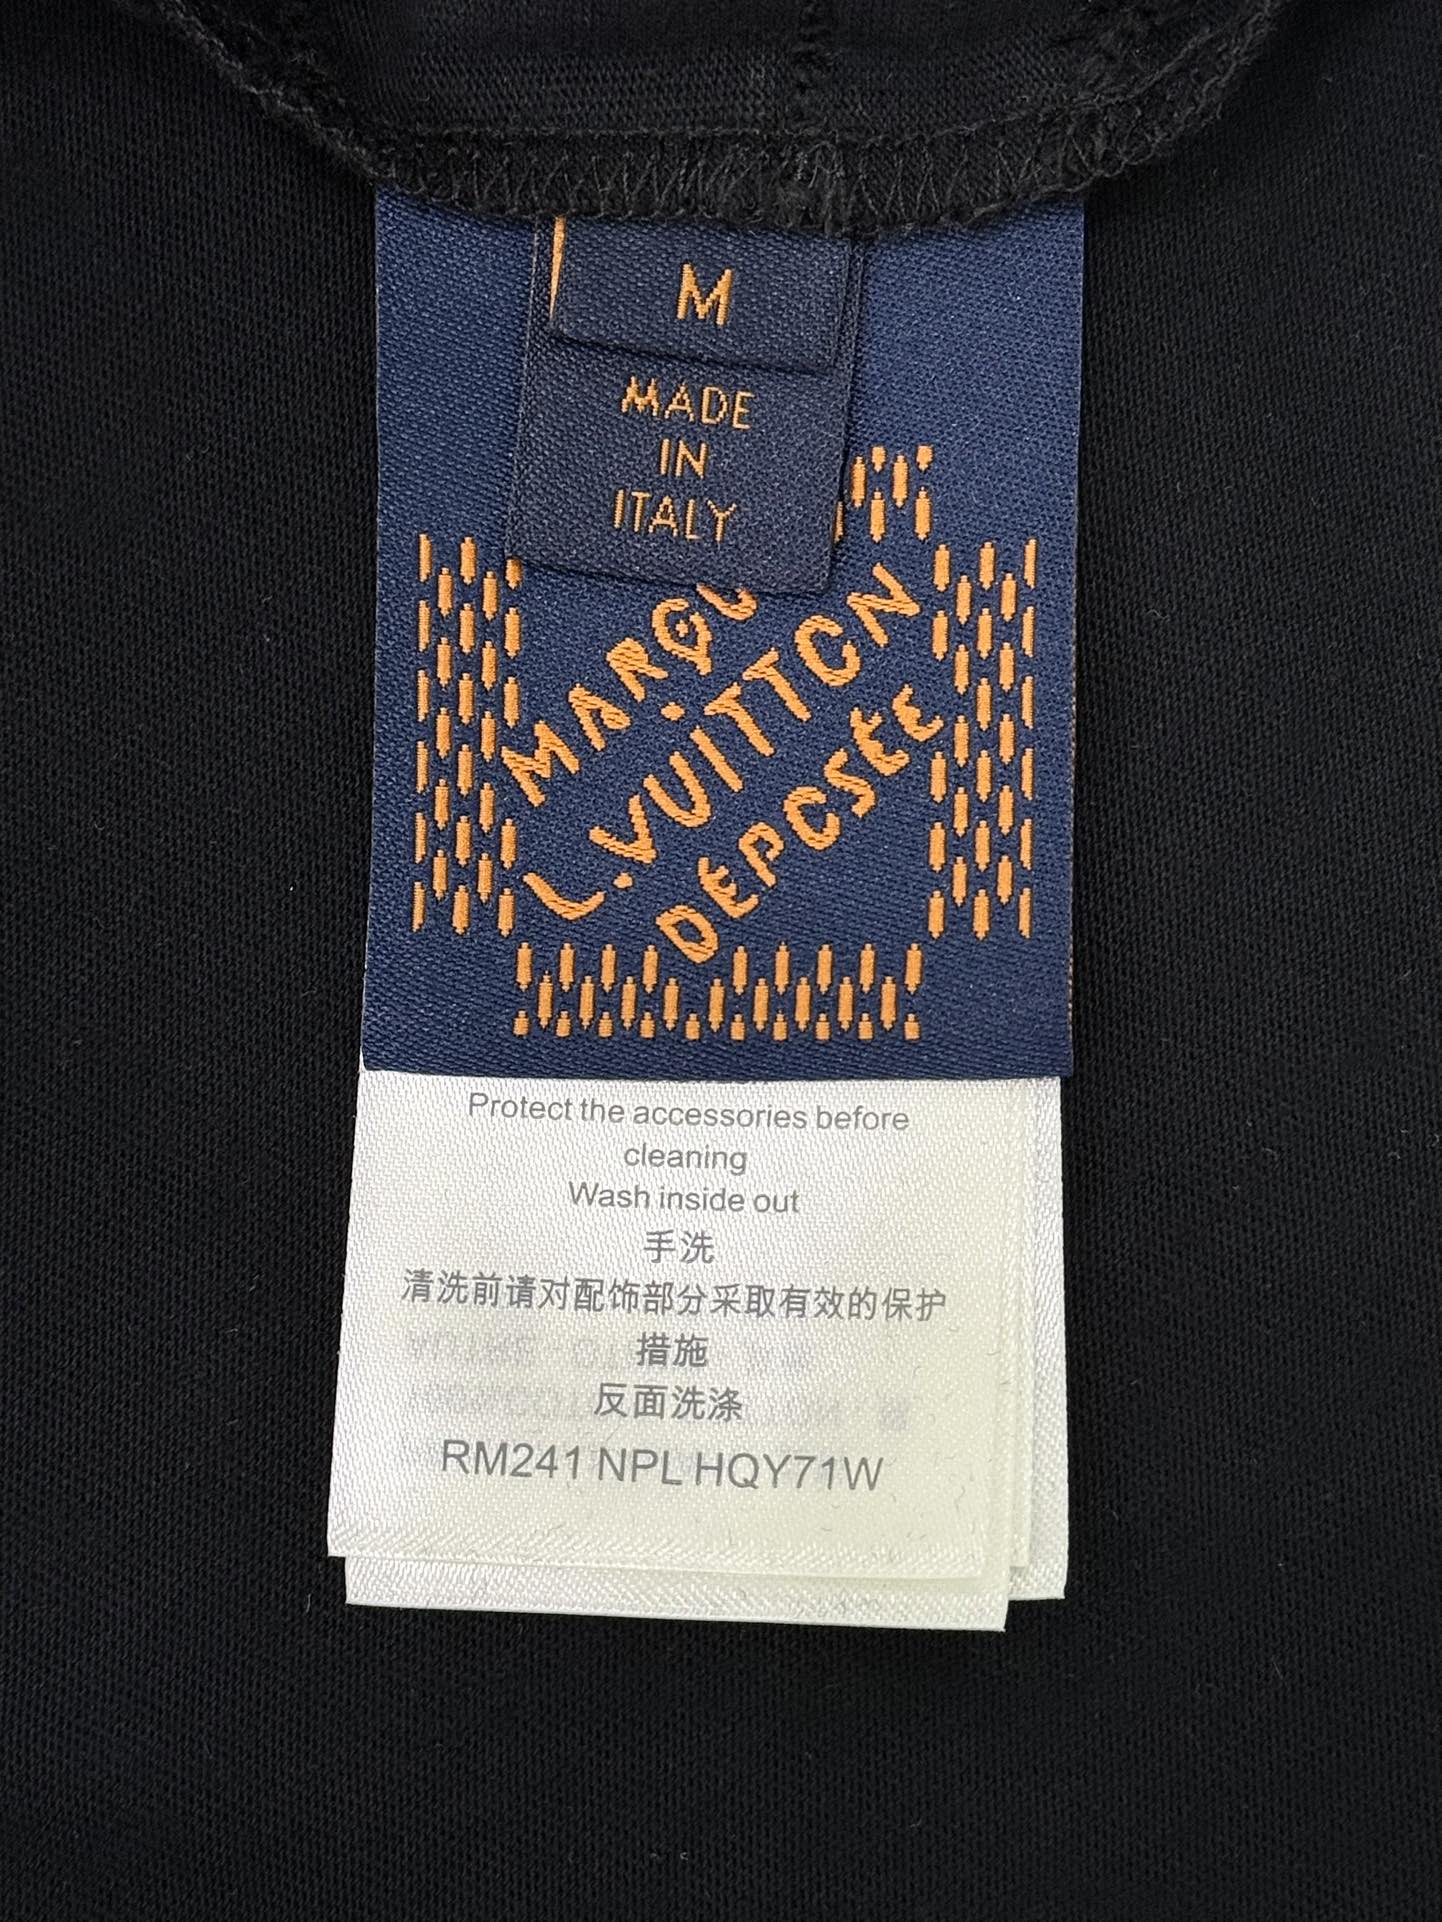 M
MADE
IN
ITALY
MARQU
L.VUITTON
DEPOSÉE
Protect the accessories before
cleaning
Wash inside out
手洗
清洗前请对配饰部分采取有效的保护
措施
反面洗涤
RM241 NPL HQY71W